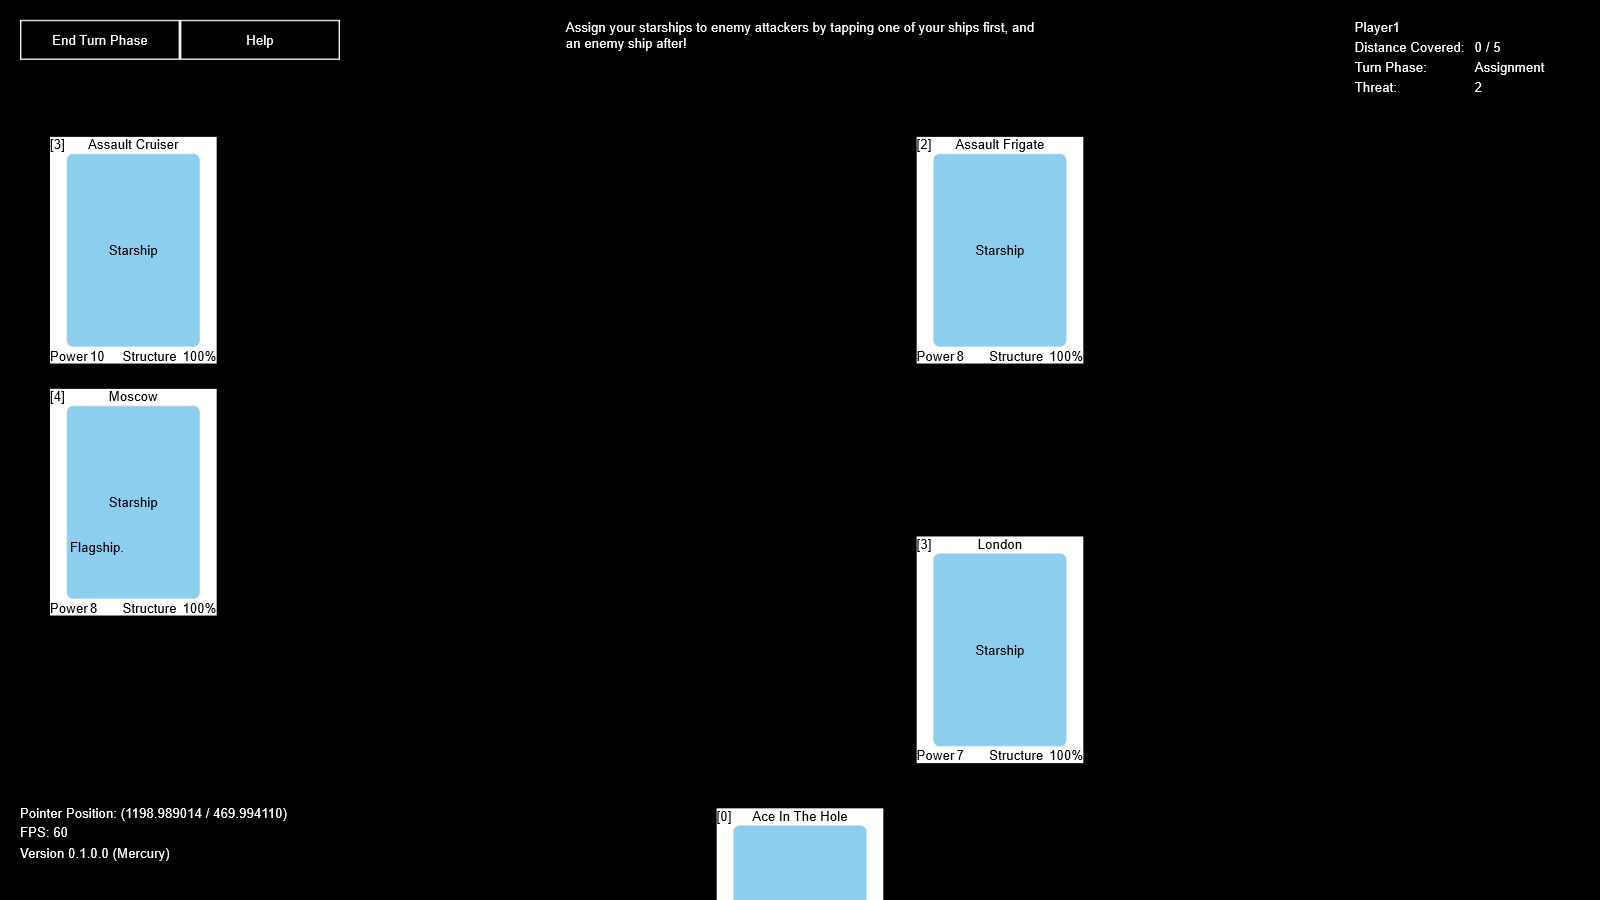 End Turn Phase
Help
Assign your starships to enemy attackers by tapping one of your ships first, and
an enemy ship after!
Player1
Distance Covered: 0 / 5
Turn Phase: Assignment
Threat: 2
[3] Assault Cruiser
Starship
Power 10 Structure 100%
[2] Assault Frigate
Starship
Power 8 Structure 100%
[4] Moscow
Starship
Flagship.
Power 8 Structure 100%
[3] London
Starship
Power 7 Structure 100%
Pointer Position: (1198.989014 / 469.994110)
FPS: 60
Version 0.1.0.0 (Mercury)
[0] Ace In The Hole